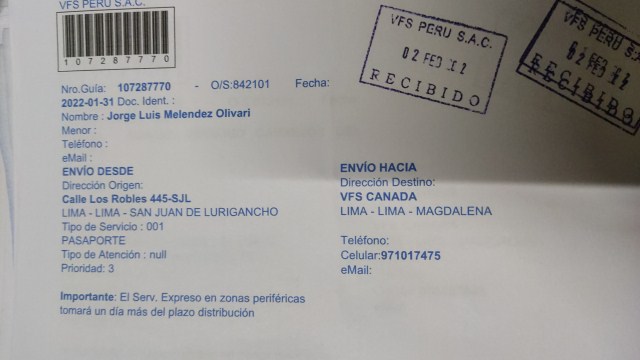 VFS PERU S.A.C.
107287770
Nro.Guía: 107287770 - O/S:842101 Fecha:
2022-01-31 Doc. Ident. :
Nombre : Jorge Luis Melendez Olivari
Menor :
Teléfono :
eMail :
ENVÍO DESDE
Dirección Origen:
Calle Los Robles 445-SJL
LIMA - LIMA - SAN JUAN DE LURIGANCHO
Tipo de Servicio : 001
PASAPORTE
Tipo de Atención : null
Prioridad: 3
Importante: El Serv. Expreso en zonas periféricas
tomará un día más del plazo distribución
ENVÍO HACIA
Dirección Destino:
VFS CANADA
LIMA - LIMA - MAGDALENA
Teléfono:
Celular:971017475
eMail:
VFS PERU S.A.C.
02 FEB
RECIBIDO
VFS PERU S.A.
RECIBIDO